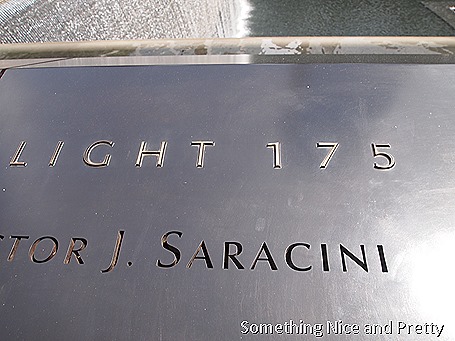 LIGHT 175
CTOR J. SARACINI
Something Nice and Pretty